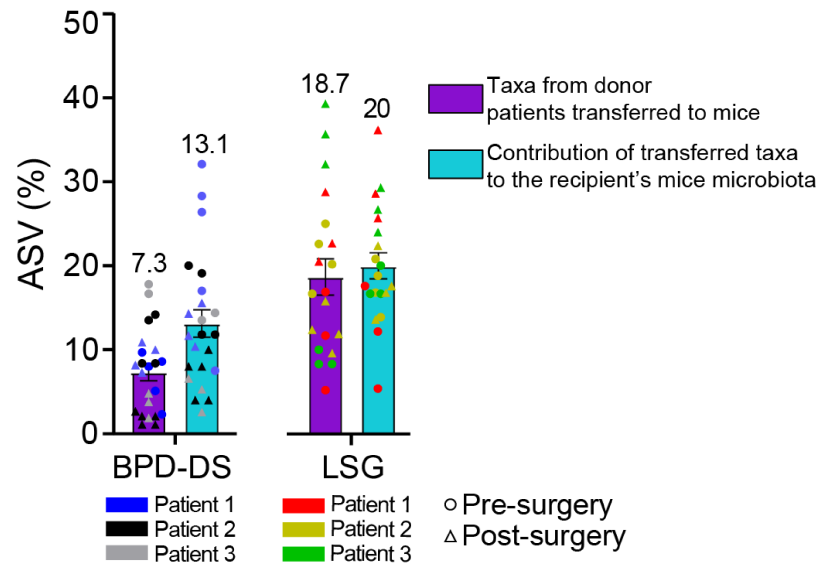 50
40
30
20
10
0
ASV (%)
7.3
13.1
18.7
20
BPD-DS
LSG
Taxa from donor
patients transferred to mice
Contribution of transferred taxa
to the recipient's mice microbiota
Patient 1
Patient 2
Patient 3
Patient 1
Patient 2
Patient 3
Pre-surgery
Post-surgery